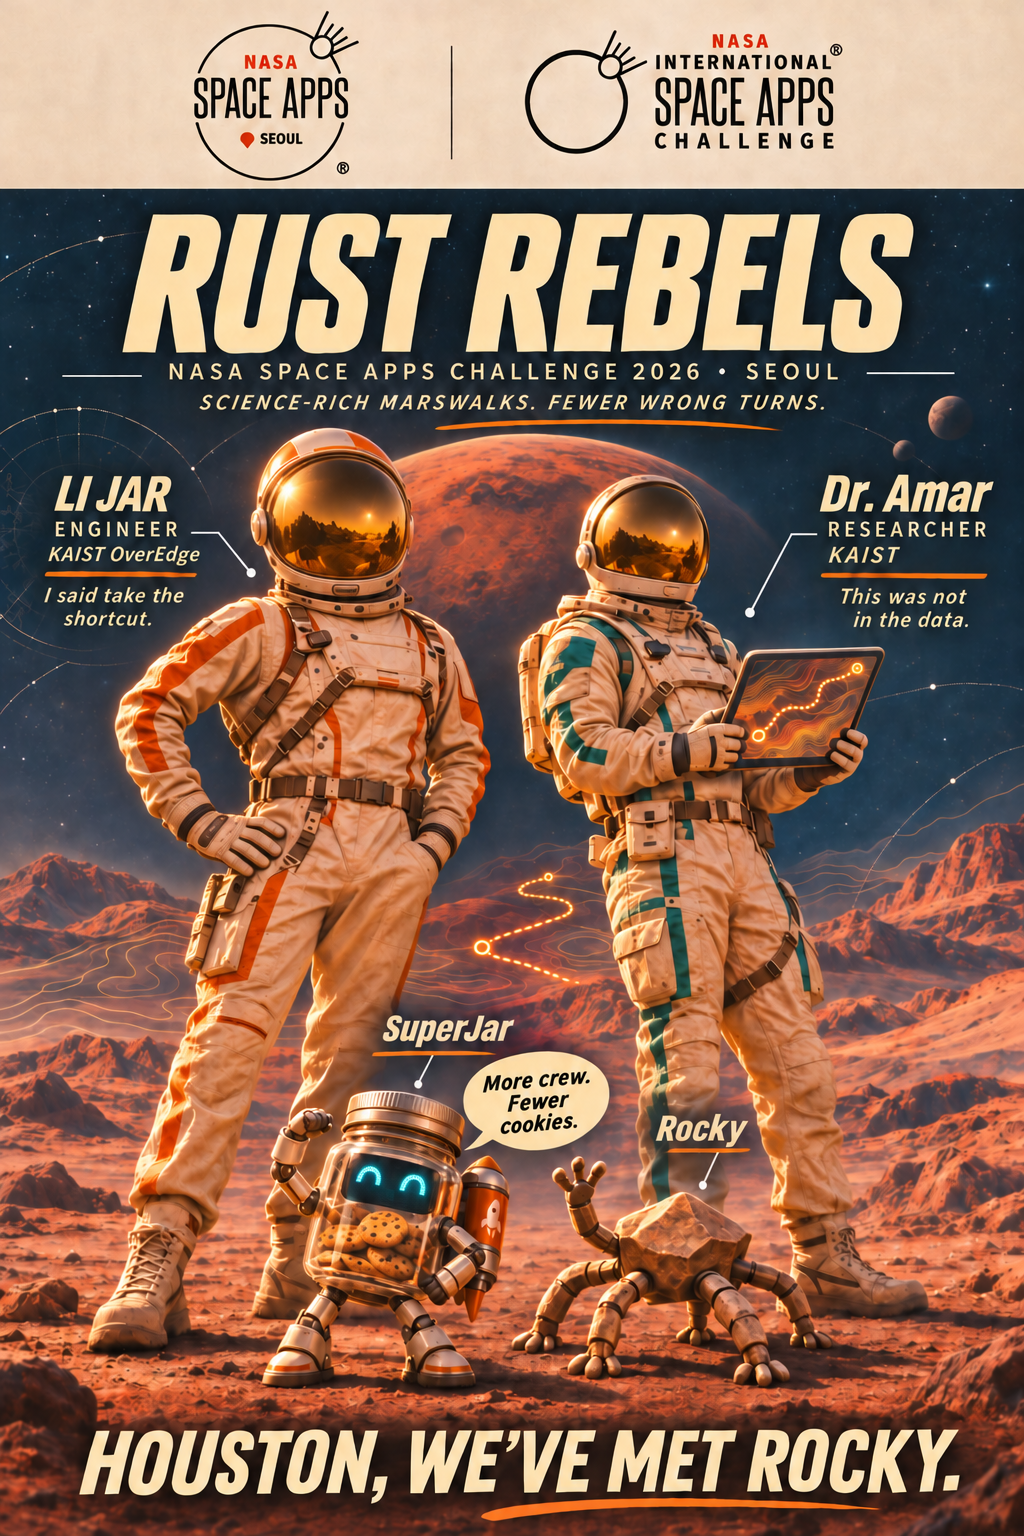 NASA
SPACE APPS
SEOUL
®
NASA
INTERNATIONAL®
SPACE APPS
CHALLENGE
RUST REBELS
NASA SPACE APPS CHALLENGE 2026 • SEOUL
SCIENCE-RICH MARSWALKS. FEWER WRONG TURNS.
LI JAR
ENGINEER
KAIST OverEdge
I said take the
shortcut.
Dr. Amar
RESEARCHER
KAIST
This was not
in the data.
SuperJar
More crew.
Fewer
cookies.
Rocky
HOUSTON, WE'VE MET ROCKY.